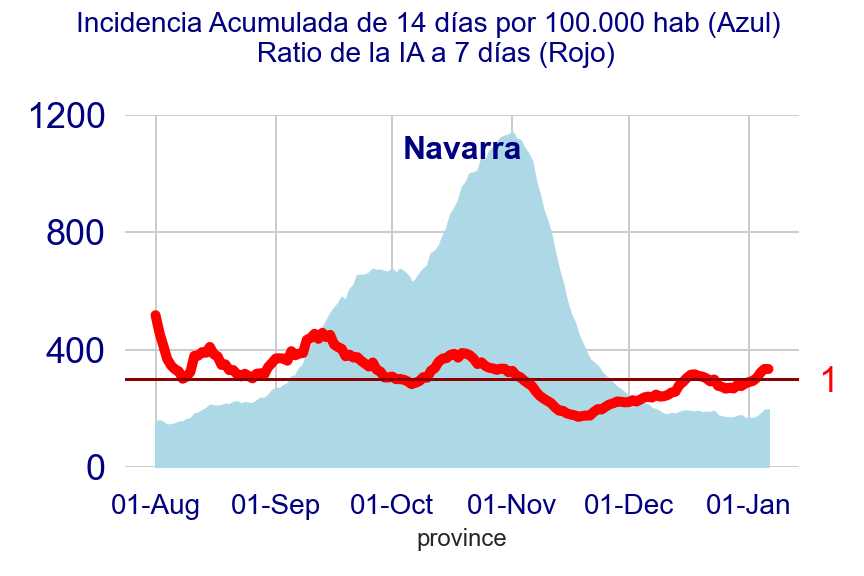 Incidencia Acumulada de 14 días por 100.000 hab (Azul)
Ratio de la IA a 7 días (Rojo)
1200
Navarra
800
400
1
0
01-Aug 01-Sep 01-Oct 01-Nov 01-Dec 01-Jan
province